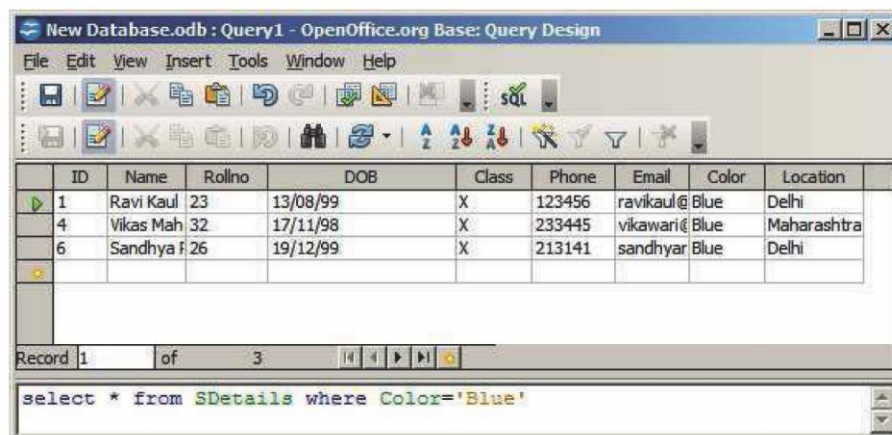 New Database.odb : Query1 - OpenOffice.org Base: Query Design
File Edit View Insert Tools Window Help
SQL
ID Name Rollno DOB Class Phone Email Color Location
1 Ravi Kaul 23 13/08/99 X 123456 ravikaul@ Blue Delhi
4 Vikas Mah 32 17/11/98 X 233445 vikawari@ Blue Maharashtra
6 Sandhya 26 19/12/99 X 213141 sandhyar Blue Delhi
Record 1 of 3
select * from SDetails where Color='Blue'